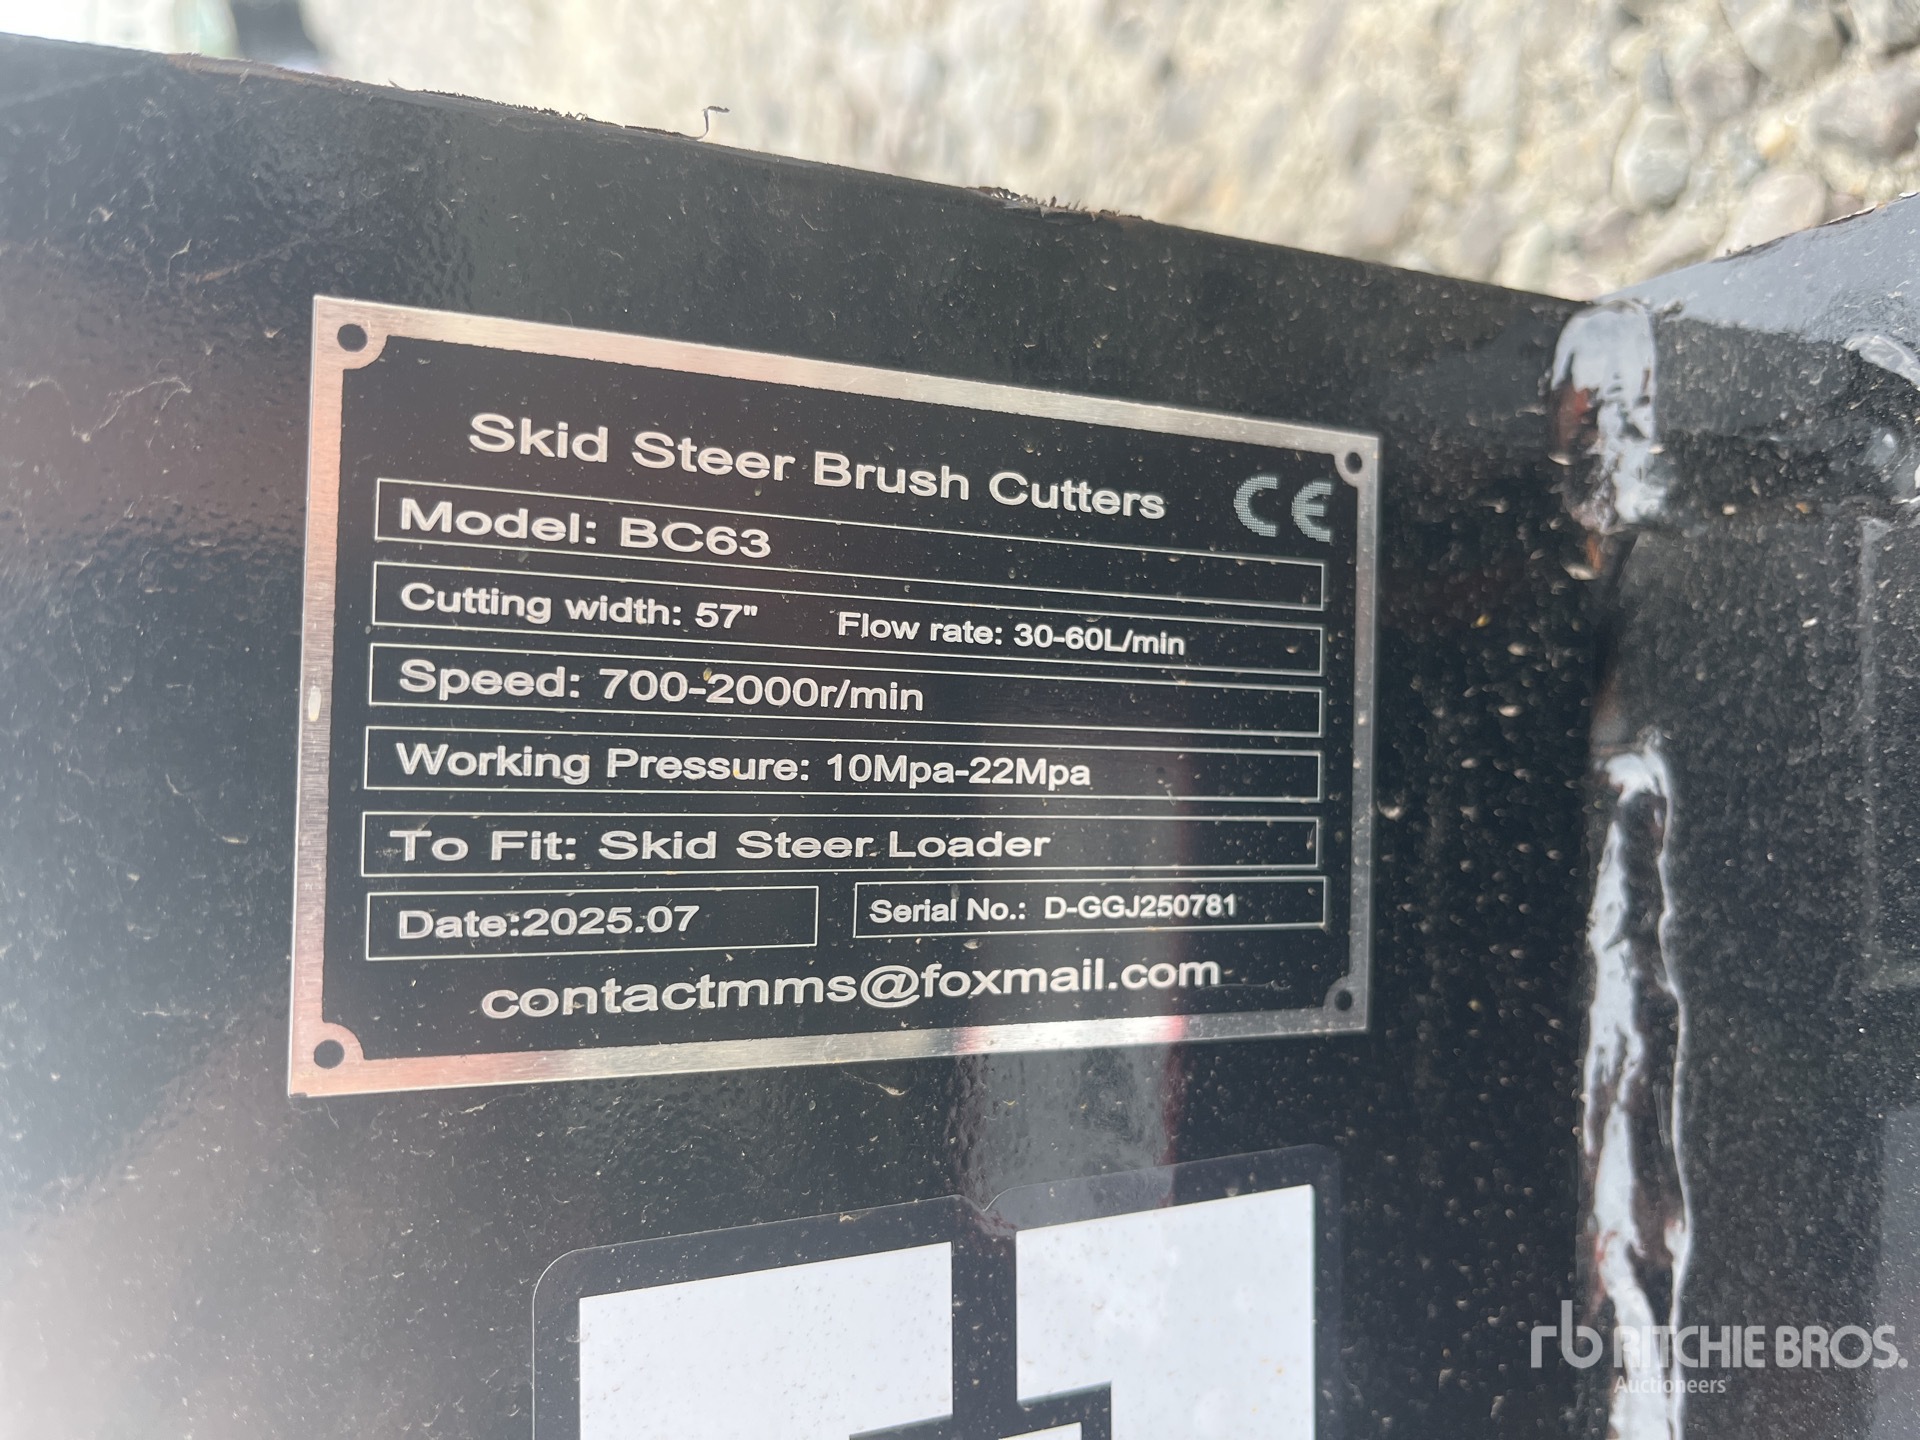 Skid Steer Brush Cutters CE
Model: BC63
Cutting width: 57" Flow rate: 30-60L/min
Speed: 700-2000r/min
Working Pressure: 10Mpa-22Mpa
To Fit: Skid Steer Loader
Date:2025.07 Serial No.: D-GGJ250781
contactmms@foxmail.com
rb RITCHIE BROS.
Auctioneers